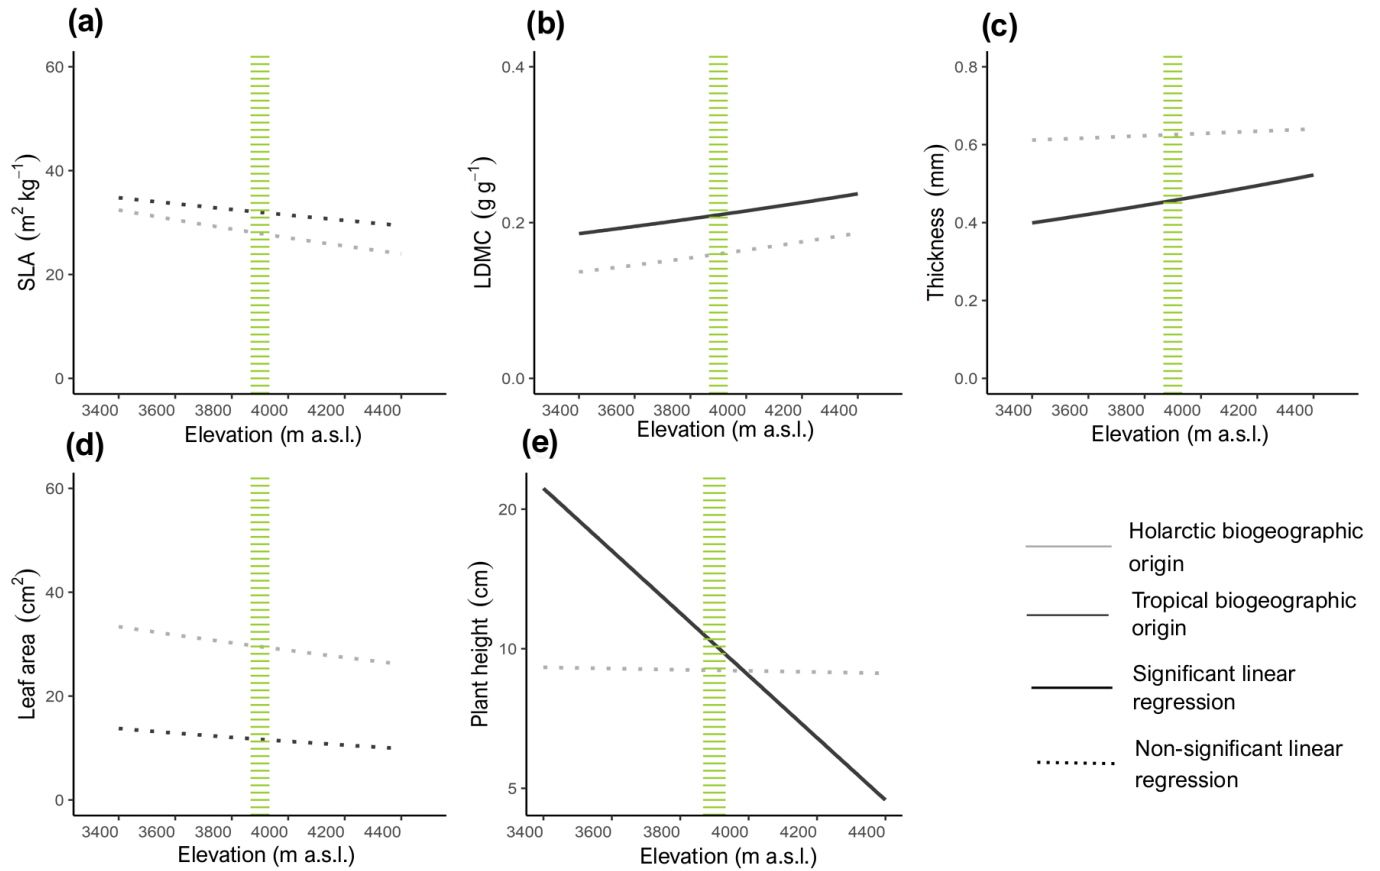 (a)
60
40
20
0
SLA (m² kg⁻¹)
3400 3600 3800 4000 4200 4400
Elevation (m a.s.l.)
(b)
0.4
0.2
0.0
LDMC (g g⁻¹)
3400 3600 3800 4000 4200 4400
Elevation (m a.s.l.)
(c)
0.8
0.6
0.4
0.2
0.0
Thickness (mm)
3400 3600 3800 4000 4200 4400
Elevation (m a.s.l.)
(d)
60
40
20
0
Leaf area (cm²)
3400 3600 3800 4000 4200 4400
Elevation (m a.s.l.)
(e)
20
10
5
Plant height (cm)
3400 3600 3800 4000 4200 4400
Elevation (m a.s.l.)
Holarctic biogeographic
origin
Tropical biogeographic
origin
Significant linear
regression
Non-significant linear
regression